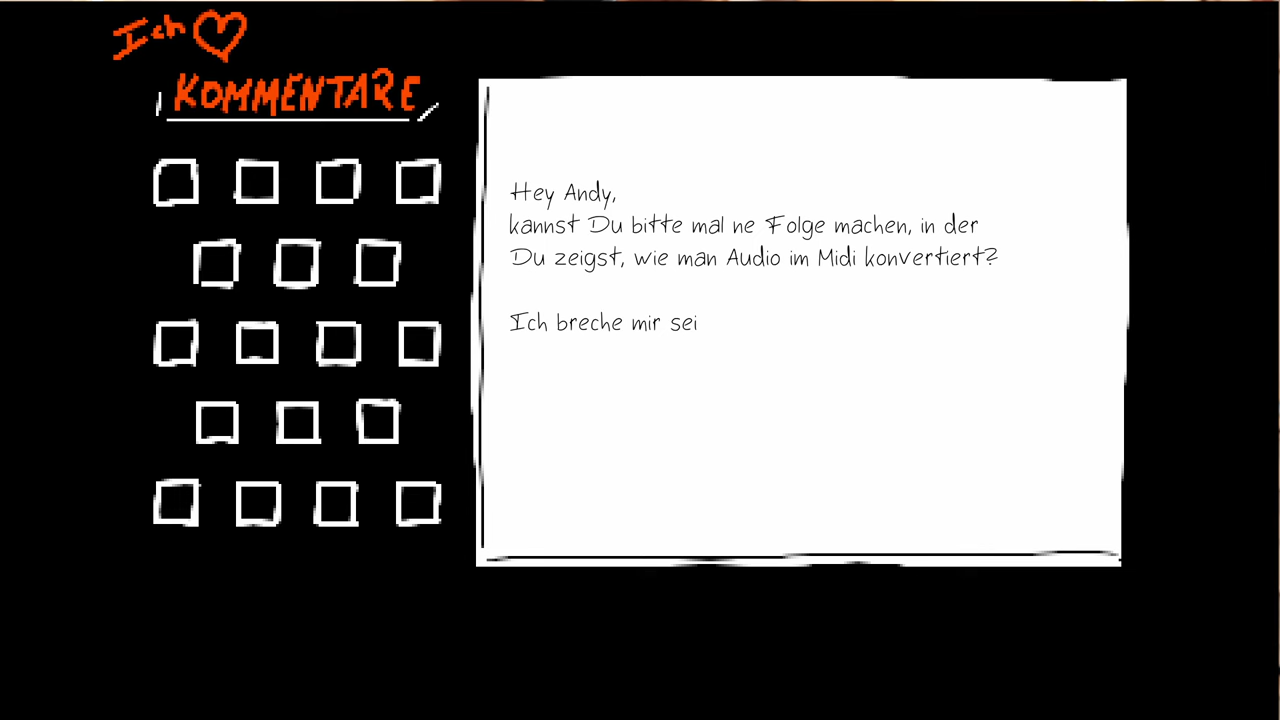 Ich
KOMMENTARE
Hey Andy,
kannst Du bitte mal ne Folge machen, in der
Du zeigst, wie man Audio im Midi konvertiert?
Ich breche mir sei